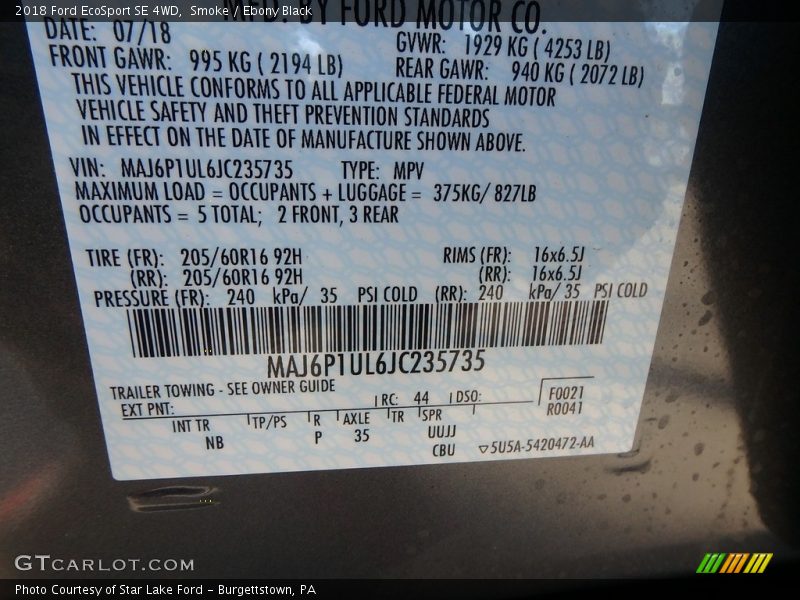 2018 Ford EcoSport SE 4WD, Smoke / Ebony Black
MFD. BY FORD MOTOR CO.
DATE: 07/18 GVWR: 1929 KG ( 4253 LB)
FRONT GAWR: 995 KG ( 2194 LB) REAR GAWR: 940 KG ( 2072 LB)
THIS VEHICLE CONFORMS TO ALL APPLICABLE FEDERAL MOTOR
VEHICLE SAFETY AND THEFT PREVENTION STANDARDS
IN EFFECT ON THE DATE OF MANUFACTURE SHOWN ABOVE.
VIN: MAJ6P1UL6JC235735 TYPE: MPV
MAXIMUM LOAD = OCCUPANTS + LUGGAGE = 375KG/ 827LB
OCCUPANTS = 5 TOTAL; 2 FRONT, 3 REAR
TIRE (FR): 205/60R16 92H RIMS (FR): 16x6.5J
(RR): 205/60R16 92H (RR): 16x6.5J
PRESSURE (FR): 240 kPa/ 35 PSI COLD (RR): 240 kPa/ 35 PSI COLD
MAJ6P1UL6JC235735
TRAILER TOWING - SEE OWNER GUIDE
EXT PNT: RC: 44 DSO: F0021
R0041
INT TR TP/PS R AXLE TR SPR
NB P 35 UUJJ
CBU 5U5A-5420472-AA
GTCARLOT.COM
Photo Courtesy of Star Lake Ford - Burgettstown, PA